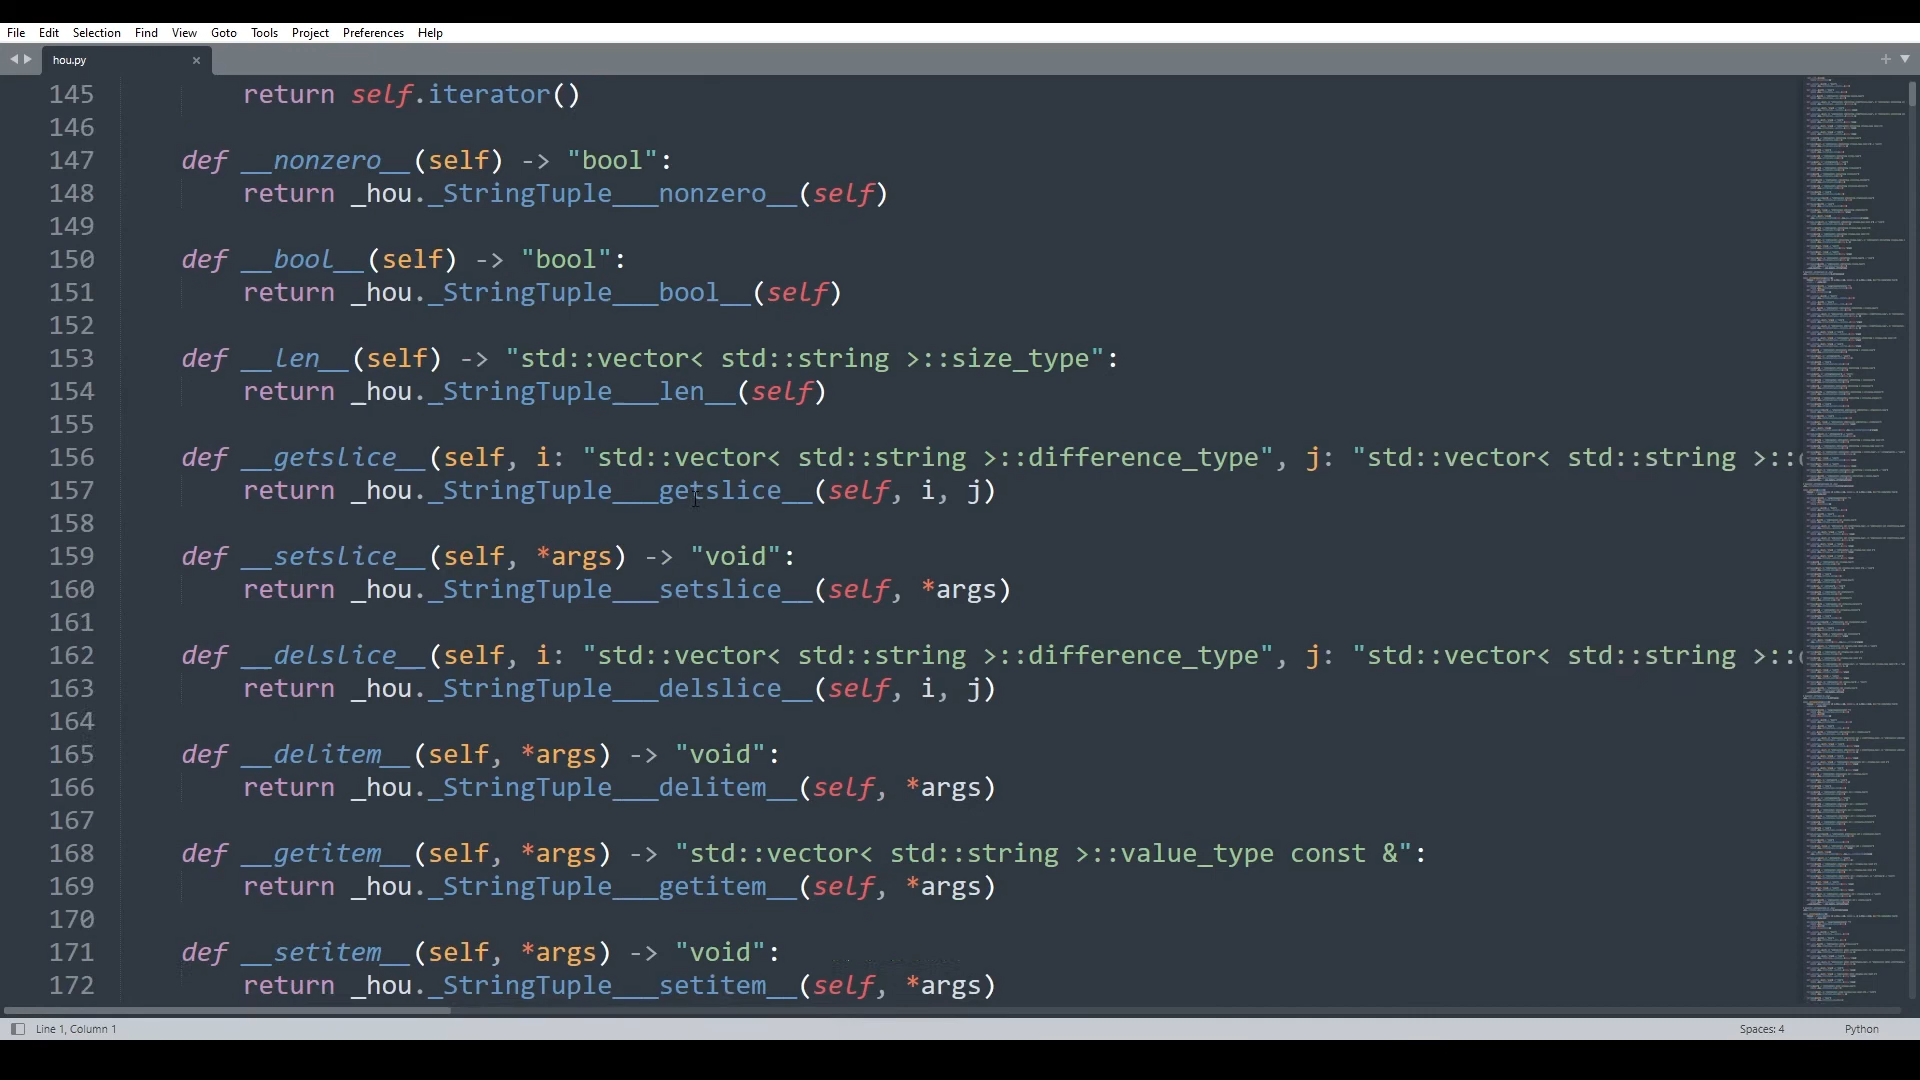 File Edit Selection Find View Goto Tools Project Preferences Help
hou.py
145 return self.iterator()
146
147 def __nonzero__(self) -> "bool":
148 return _hou._StringTuple___nonzero__(self)
149
150 def __bool__(self) -> "bool":
151 return _hou._StringTuple___bool__(self)
152
153 def __len__(self) -> "std::vector< std::string >::size_type":
154 return _hou._StringTuple___len__(self)
155
156 def __getslice__(self, i: "std::vector< std::string >::difference_type", j: "std::vector< std::string >::
157 return _hou._StringTuple___getslice__(self, i, j)
158
159 def __setslice__(self, *args) -> "void":
160 return _hou._StringTuple___setslice__(self, *args)
161
162 def __delslice__(self, i: "std::vector< std::string >::difference_type", j: "std::vector< std::string >::
163 return _hou._StringTuple___delslice__(self, i, j)
164
165 def __delitem__(self, *args) -> "void":
166 return _hou._StringTuple___delitem__(self, *args)
167
168 def __getitem__(self, *args) -> "std::vector< std::string >::value_type const &":
169 return _hou._StringTuple___getitem__(self, *args)
170
171 def __setitem__(self, *args) -> "void":
172 return _hou._StringTuple___setitem__(self, *args)
Line 1, Column 1 Spaces: 4 Python